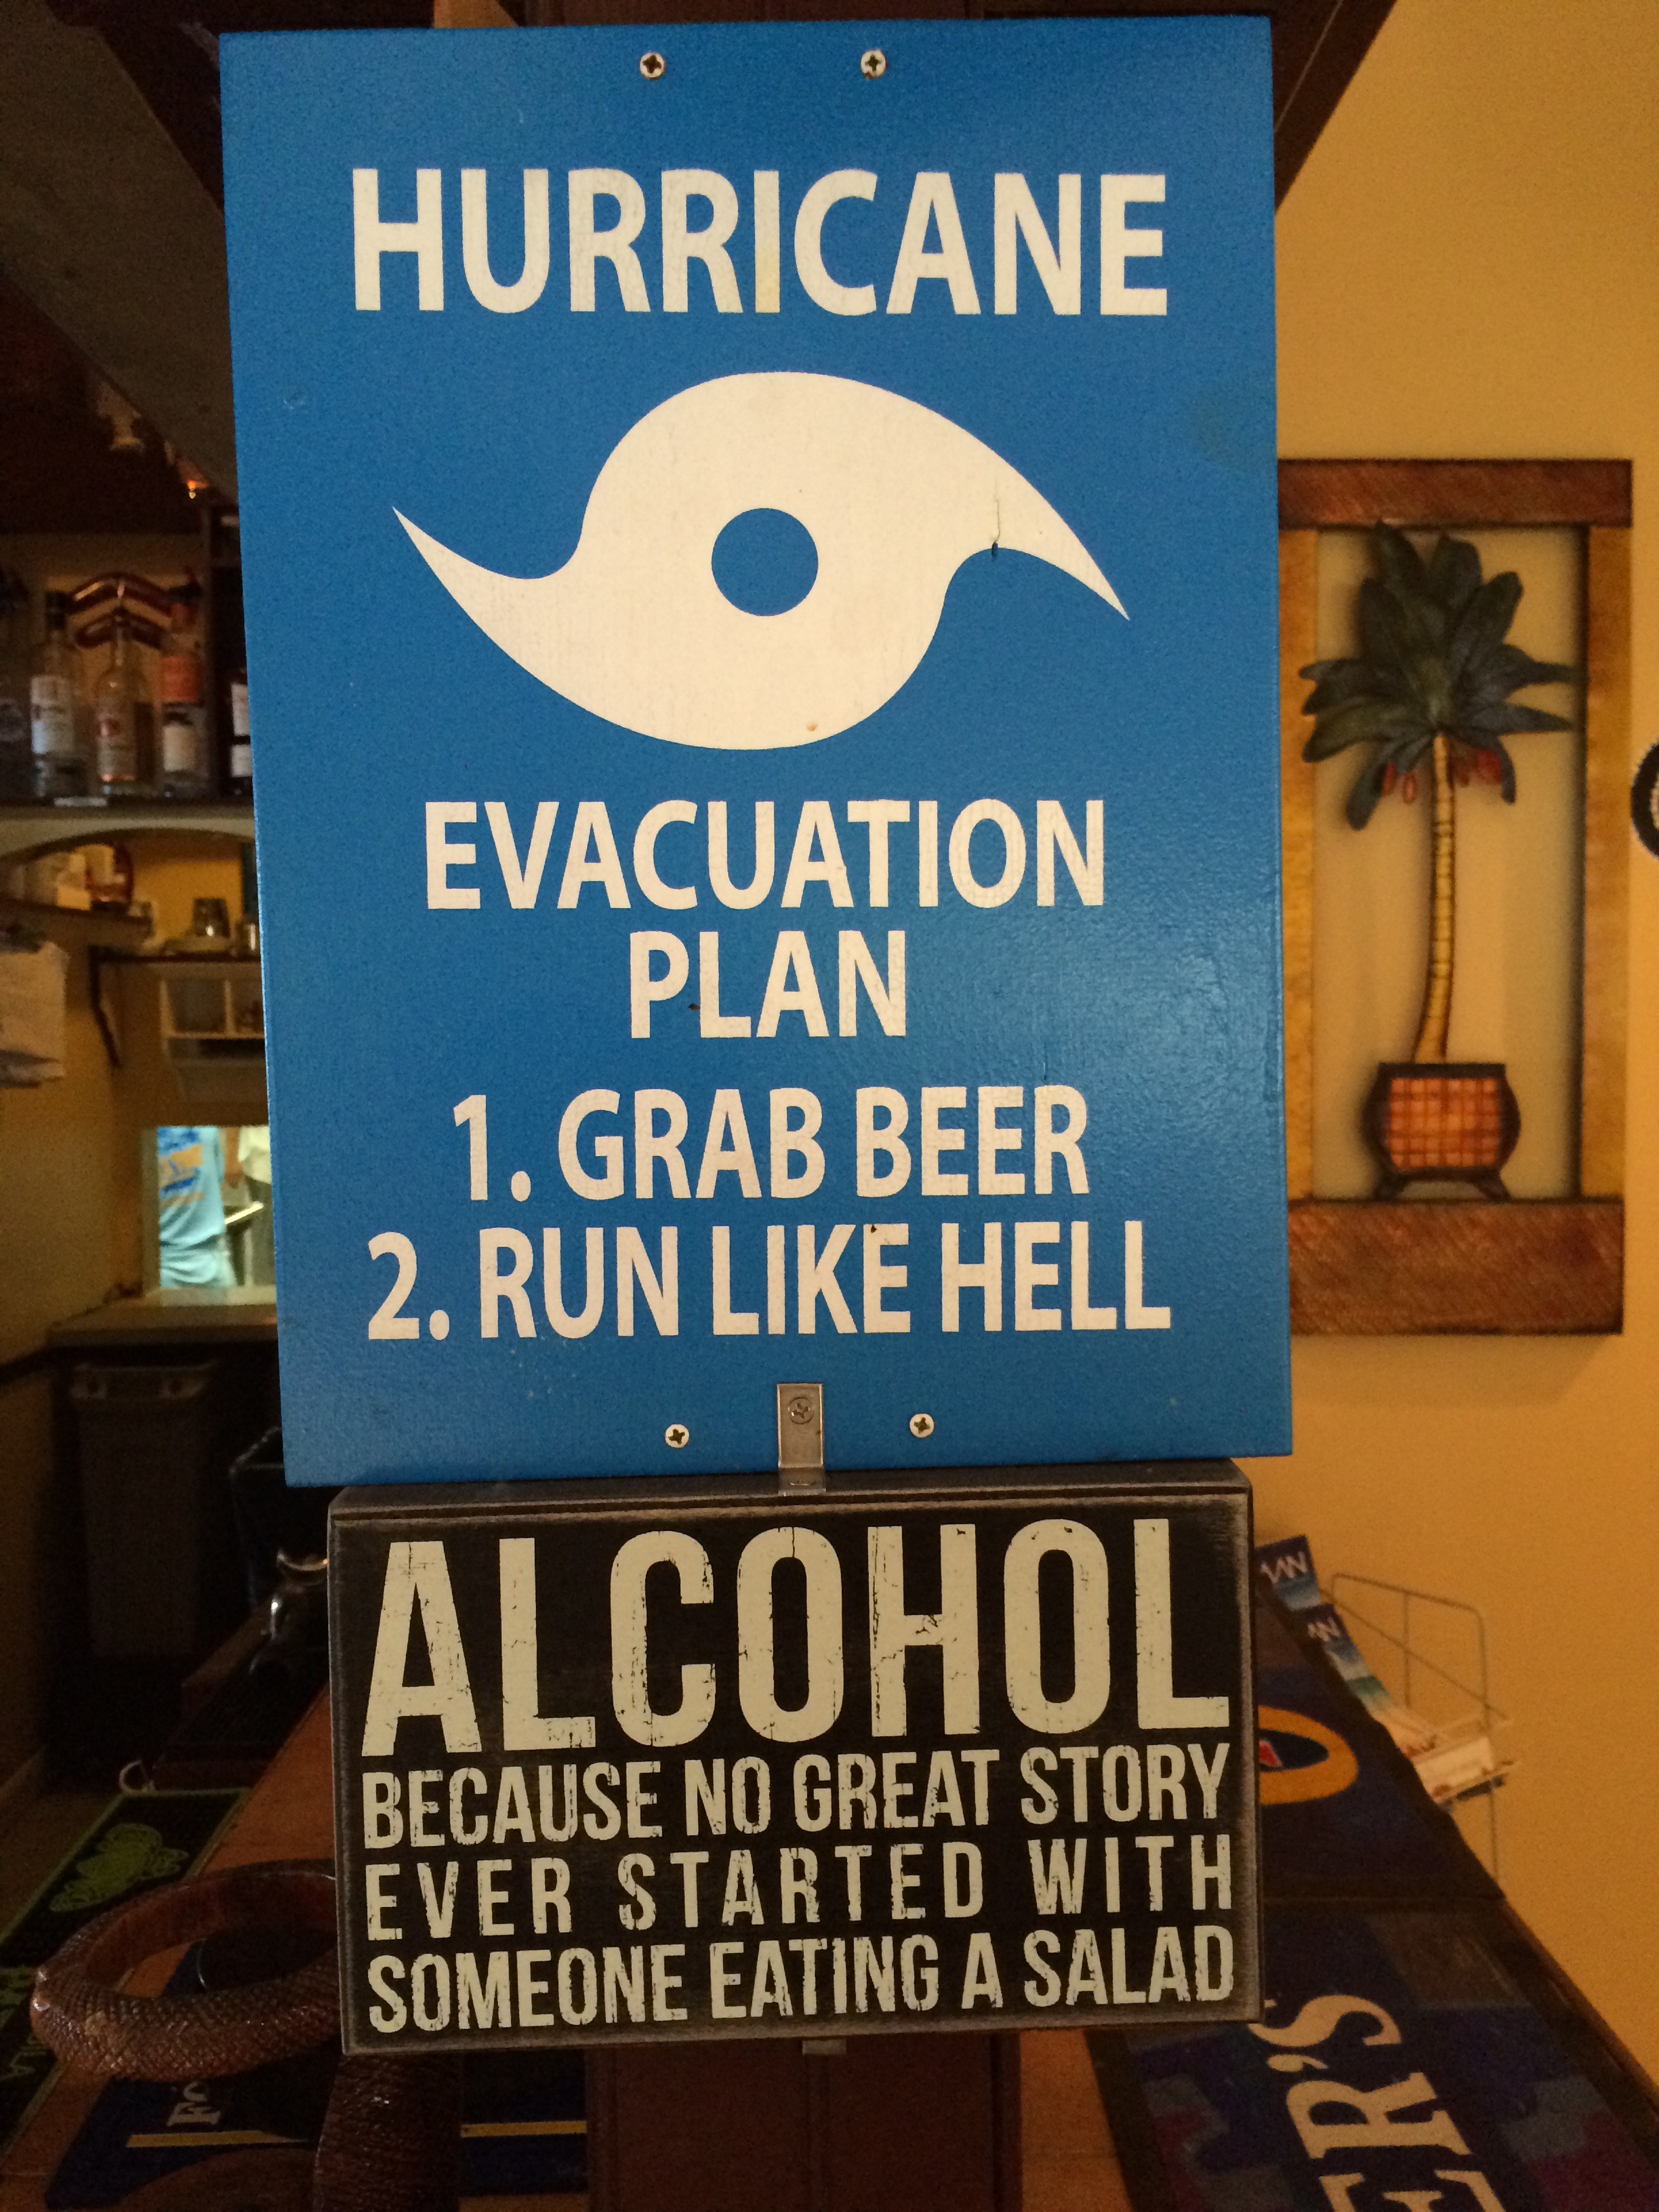 HURRICANE
EVACUATION
PLAN
1. GRAB BEER
2. RUN LIKE HELL
ALCOHOL
BECAUSE NO GREAT STORY
EVER STARTED WITH
SOMEONE EATING A SALAD